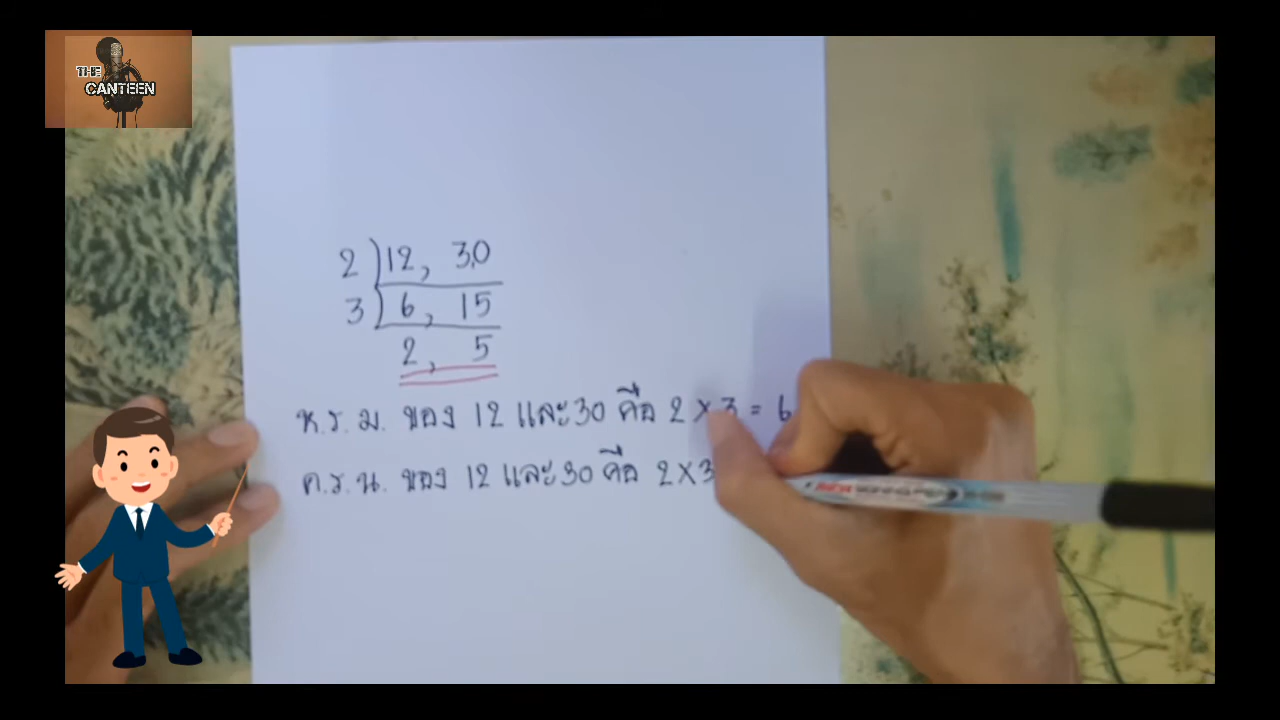 THE
CANTEEN
2 ) 12, 30
3 ) 6, 15
2, 5
ห.ร.ม. ของ 12 และ 30 คือ 2 × 3 = 6
ค.ร.น. ของ 12 และ 30 คือ 2 × 3